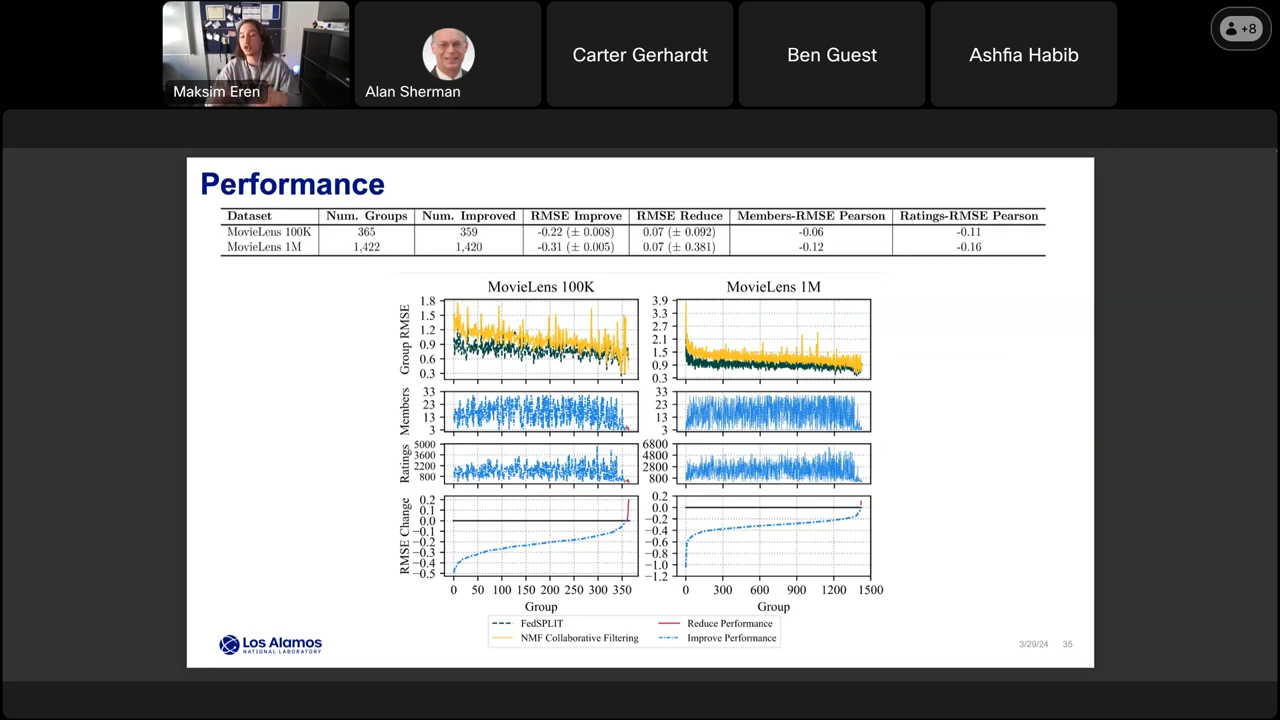 Maksim Eren
Alan Sherman
Carter Gerhardt
Ben Guest
Ashfia Habib
+8
Performance
Dataset Num. Groups Num. Improved RMSE Improve RMSE Reduce Members-RMSE Pearson Ratings-RMSE Pearson
MovieLens 100K 365 359 -0.22 (± 0.008) 0.07 (± 0.092) -0.06 -0.11
MovieLens 1M 1,422 1,420 -0.31 (± 0.005) 0.07 (± 0.381) -0.12 -0.16
MovieLens 100K
MovieLens 1M
Group RMSE
1.8
1.5
1.2
0.9
0.6
0.3
3.9
3.3
2.7
2.1
1.5
0.9
0.3
Members
33
23
13
3
33
23
13
3
Ratings
5000
3600
2200
800
6800
4800
2800
800
RMSE Change
0.2
0.1
0.0
−0.1
−0.2
−0.3
−0.4
−0.5
0.2
0.0
−0.2
−0.4
−0.6
−0.8
−1.0
−1.2
0 50 100 150 200 250 300 350
0 300 600 900 1200 1500
Group
Group
FedSPLIT
NMF Collaborative Filtering
Reduce Performance
Improve Performance
Los Alamos
NATIONAL LABORATORY
3/29/24 35